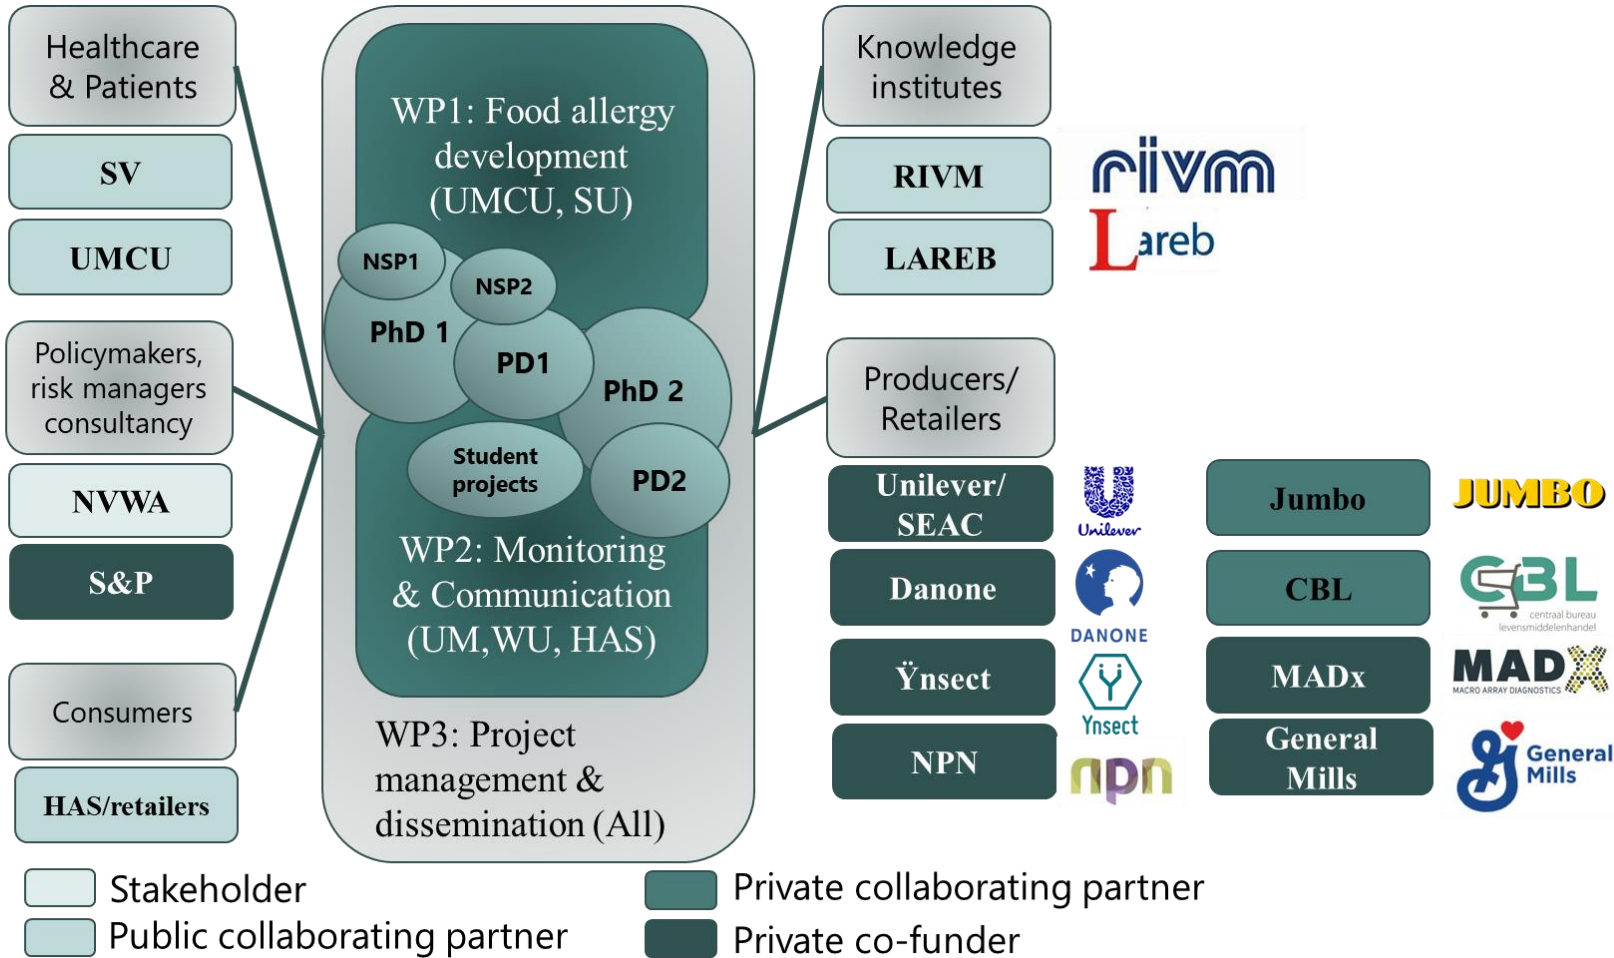 Healthcare
& Patients
SV
UMCU
Policymakers,
risk managers
consultancy
NVWA
S&P
Consumers
HAS/retailers
WP1: Food allergy
development
(UMCU, SU)
NSP1
NSP2
PhD 1
PD1
PhD 2
Student
projects
PD2
WP2: Monitoring
& Communication
(UM,WU, HAS)
WP3: Project
management &
dissemination (All)
Knowledge
institutes
RIVM
riivm
LAREB
Lareb
Producers/
Retailers
Unilever/
SEAC
U
Unilever
Danone
DANONE
Ÿnsect
Ÿ
Ynsect
NPN
npn
Jumbo
JUMBO
CBL
CBL
centraal bureau
levensmiddelenhandel
MADx
MADX
MACRO ARRAY DIAGNOSTICS
General
Mills
G
General
Mills
Stakeholder
Public collaborating partner
Private collaborating partner
Private co-funder